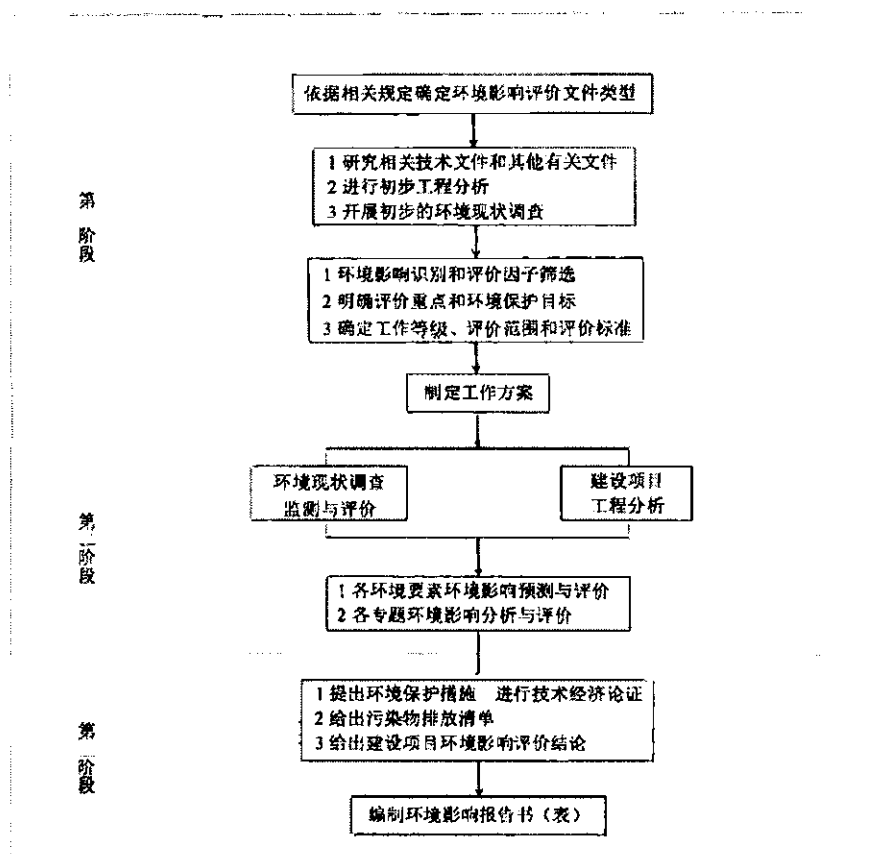 依据相关规定确定环境影响评价文件类型
1 研究相关技术文件和其他有关文件
2 进行初步工程分析
3 开展初步的环境现状调查
第
阶
段
1 环境影响识别和评价因子筛选
2 明确评价重点和环境保护目标
3 确定工作等级、评价范围和评价标准
制定工作方案
环境现状调查
监测与评价
建设项目
工程分析
第
二
阶
段
1 各环境要素环境影响预测与评价
2 各专题环境影响分析与评价
1 提出环境保护措施 进行技术经济论证
2 给出污染物排放清单
3 给出建设项目环境影响评价结论
第
阶
段
编制环境影响报告书（表）